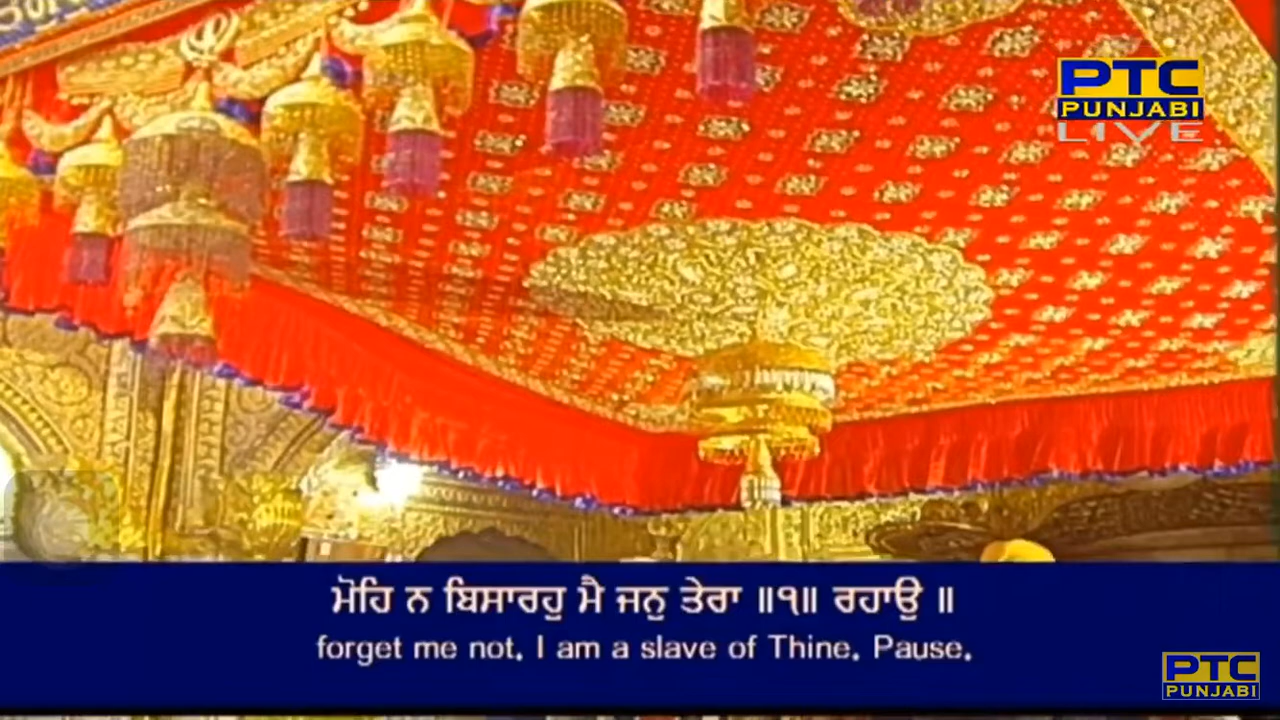 PTC
PUNJABI
LIVE
ਮੋਹਿ ਨ ਬਿਸਾਰਹੁ ਮੈ ਜਨੁ ਤੇਰਾ ॥੧॥ ਰਹਾਉ ॥
forget me not. I am a slave of Thine. Pause.
PTC
PUNJABI